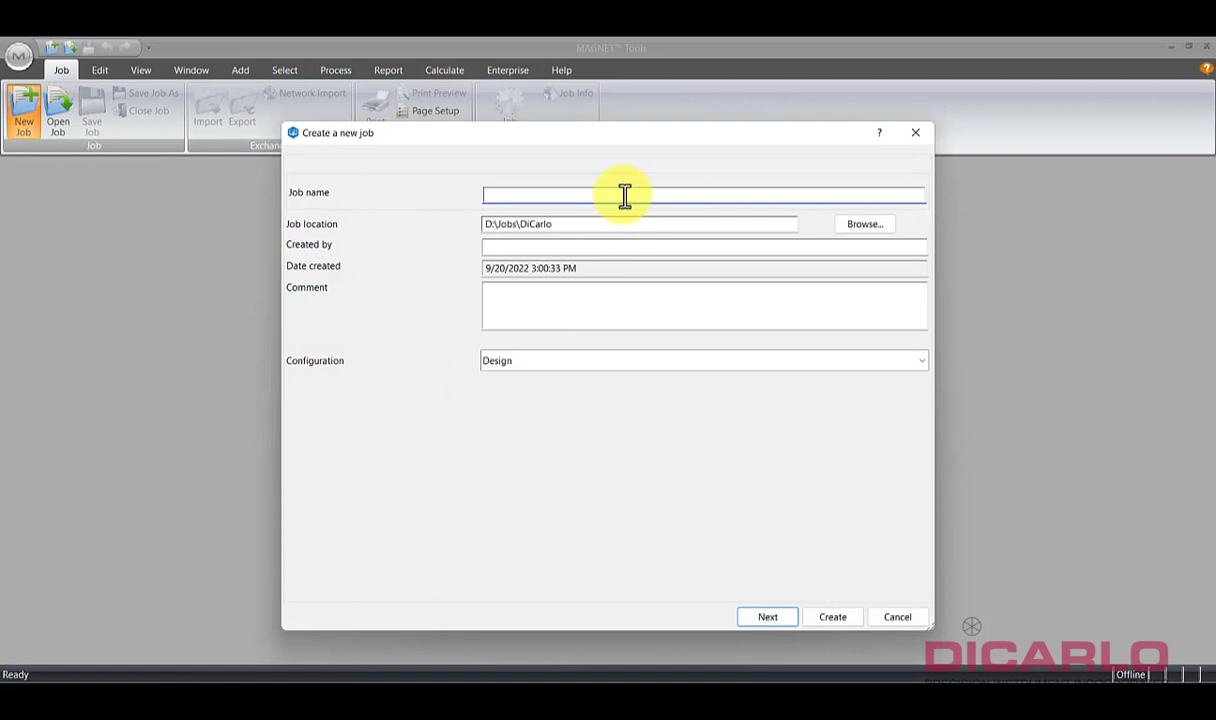 MAGNET™ Tools
Job Edit View Window Add Select Process Report Calculate Enterprise Help
New Job
Open Job
Save Job
Save Job As
Close Job
Job
Import Export
Network Import
Print Preview
Page Setup
Job Info
Create a new job
Job name
Job location D:\Jobs\DiCarlo Browse...
Created by
Date created 9/20/2022 3:00:33 PM
Comment
Configuration Design
Next Create Cancel
DICARLO
Ready Offline